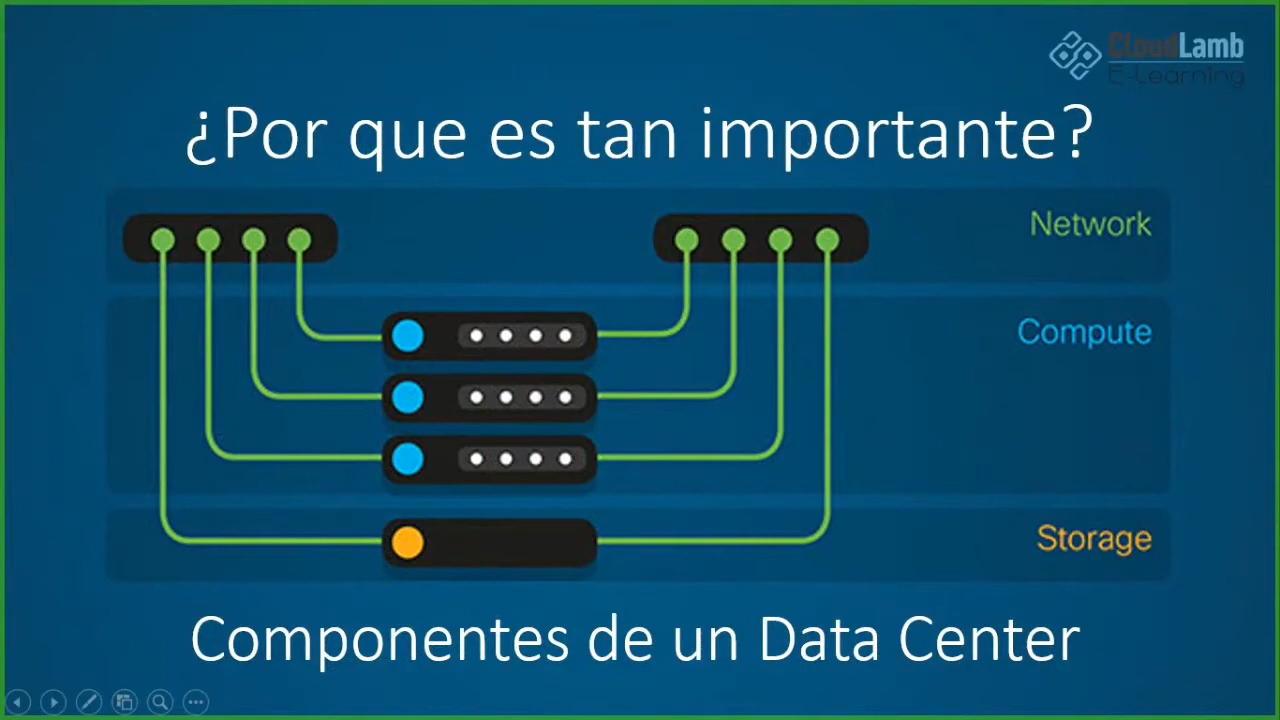 CloudLamb
E-Learning
¿Por que es tan importante?
Network
Compute
Storage
Componentes de un Data Center